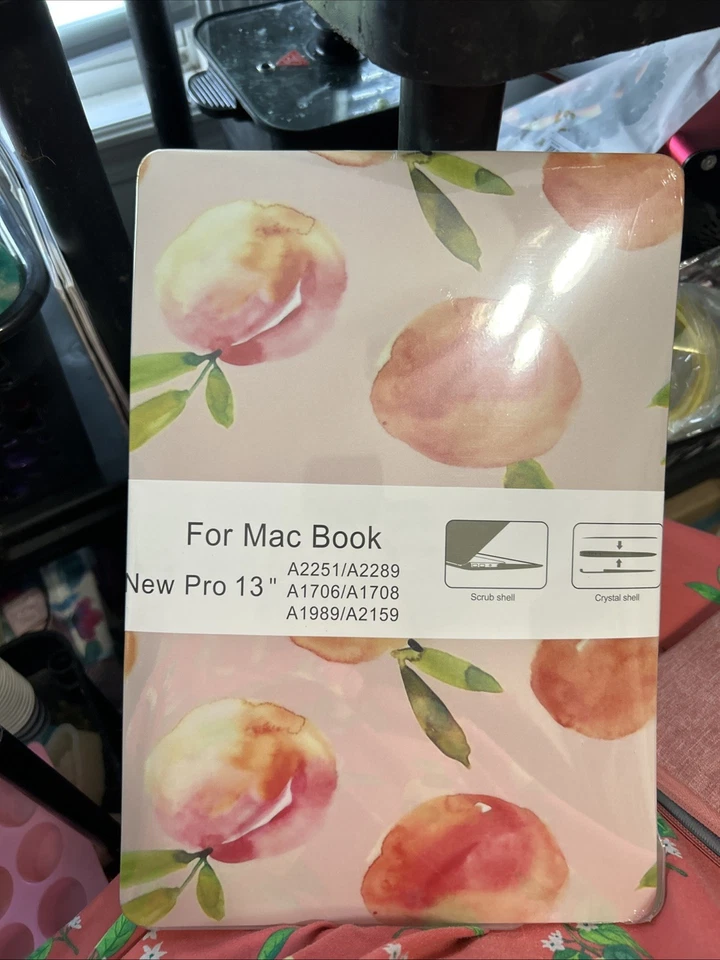 For Mac Book
New Pro 13"
A2251/A2289
A1706/A1708
A1989/A2159
Scrub shell
Crystal shell